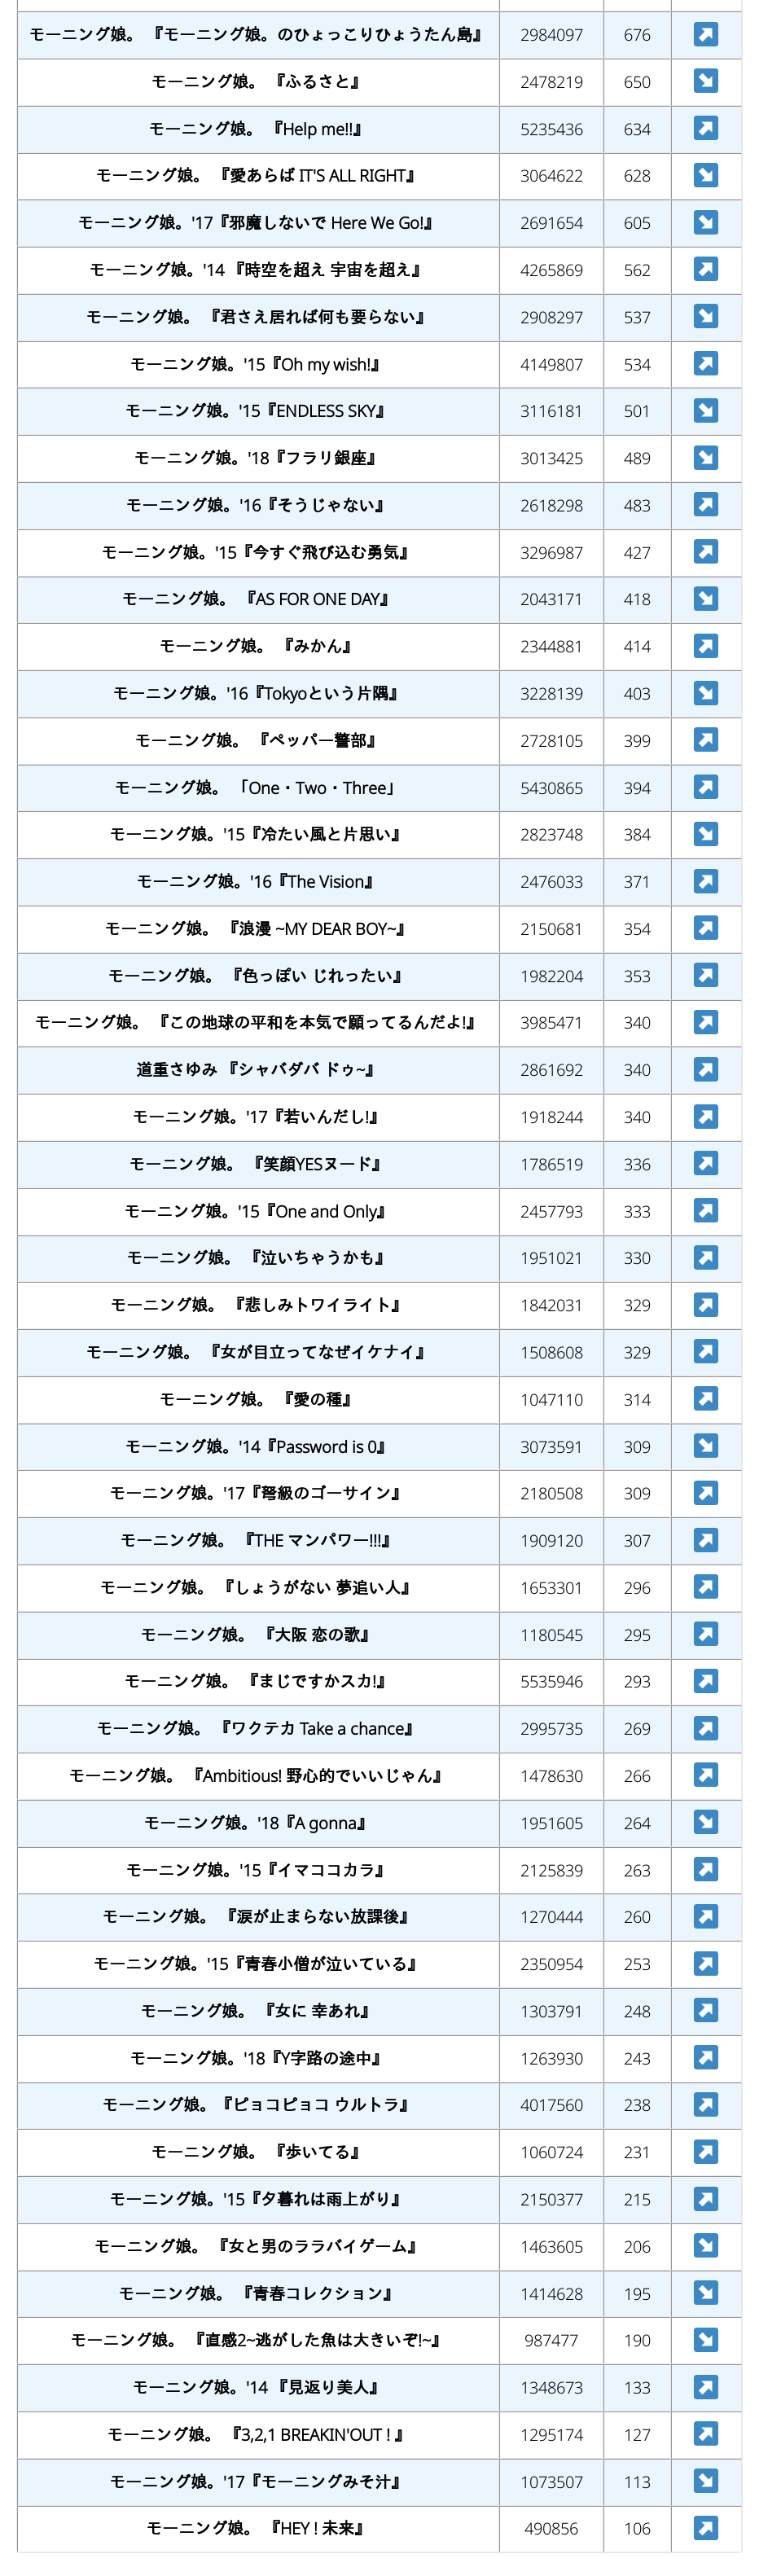 モーニング娘。 『モーニング娘。のひょっこりひょうたん島』 2984097 676 ↗
モーニング娘。 『ふるさと』 2478219 650 ↘
モーニング娘。 『Help me!!』 5235436 634 ↗
モーニング娘。 『愛あらば IT'S ALL RIGHT』 3064622 628 ↘
モーニング娘。'17『邪魔しないで Here We Go!』 2691654 605 ↘
モーニング娘。'14 『時空を超え 宇宙を超え』 4265869 562 ↗
モーニング娘。 『君さえ居れば何も要らない』 2908297 537 ↘
モーニング娘。'15『Oh my wish!』 4149807 534 ↗
モーニング娘。'15『ENDLESS SKY』 3116181 501 ↘
モーニング娘。'18『フラリ銀座』 3013425 489 ↘
モーニング娘。'16『そうじゃない』 2618298 483 ↗
モーニング娘。'15『今すぐ飛び込む勇気』 3296987 427 ↗
モーニング娘。 『AS FOR ONE DAY』 2043171 418 ↘
モーニング娘。 『みかん』 2344881 414 ↗
モーニング娘。'16『Tokyoという片隅』 3228139 403 ↘
モーニング娘。 『ペッパー警部』 2728105 399 ↗
モーニング娘。 「One・Two・Three」 5430865 394 ↗
モーニング娘。'15『冷たい風と片思い』 2823748 384 ↘
モーニング娘。'16『The Vision』 2476033 371 ↗
モーニング娘。 『浪漫 ~MY DEAR BOY~』 2150681 354 ↗
モーニング娘。 『色っぽい じれったい』 1982204 353 ↗
モーニング娘。 『この地球の平和を本気で願ってるんだよ!』 3985471 340 ↗
道重さゆみ 『シャバダバ ドゥ~』 2861692 340 ↗
モーニング娘。'17『若いんだし!』 1918244 340 ↗
モーニング娘。 『笑顔YESヌード』 1786519 336 ↗
モーニング娘。'15『One and Only』 2457793 333 ↗
モーニング娘。 『泣いちゃうかも』 1951021 330 ↗
モーニング娘。 『悲しみトワイライト』 1842031 329 ↗
モーニング娘。 『女が目立ってなぜイケナイ』 1508608 329 ↗
モーニング娘。 『愛の種』 1047110 314 ↗
モーニング娘。'14『Password is 0』 3073591 309 ↘
モーニング娘。'17『弩級のゴーサイン』 2180508 309 ↗
モーニング娘。 『THE マンパワー!!!』 1909120 307 ↗
モーニング娘。 『しょうがない 夢追い人』 1653301 296 ↗
モーニング娘。 『大阪 恋の歌』 1180545 295 ↗
モーニング娘。 『まじですかスカ!』 5535946 293 ↗
モーニング娘。 『ワクテカ Take a chance』 2995735 269 ↗
モーニング娘。 『Ambitious! 野心的でいいじゃん』 1478630 266 ↗
モーニング娘。'18『A gonna』 1951605 264 ↘
モーニング娘。'15『イマココカラ』 2125839 263 ↗
モーニング娘。 『涙が止まらない放課後』 1270444 260 ↗
モーニング娘。'15『青春小僧が泣いている』 2350954 253 ↗
モーニング娘。 『女に 幸あれ』 1303791 248 ↗
モーニング娘。'18『Y字路の途中』 1263930 243 ↗
モーニング娘。『ピョコピョコ ウルトラ』 4017560 238 ↗
モーニング娘。 『歩いてる』 1060724 231 ↗
モーニング娘。'15『夕暮れは雨上がり』 2150377 215 ↗
モーニング娘。 『女と男のララバイゲーム』 1463605 206 ↘
モーニング娘。 『青春コレクション』 1414628 195 ↘
モーニング娘。 『直感2~逃がした魚は大きいぞ!~』 987477 190 ↘
モーニング娘。'14 『見返り美人』 1348673 133 ↗
モーニング娘。 『3,2,1 BREAKIN'OUT ! 』 1295174 127 ↗
モーニング娘。'17『モーニングみそ汁』 1073507 113 ↘
モーニング娘。 『HEY ! 未来』 490856 106 ↗